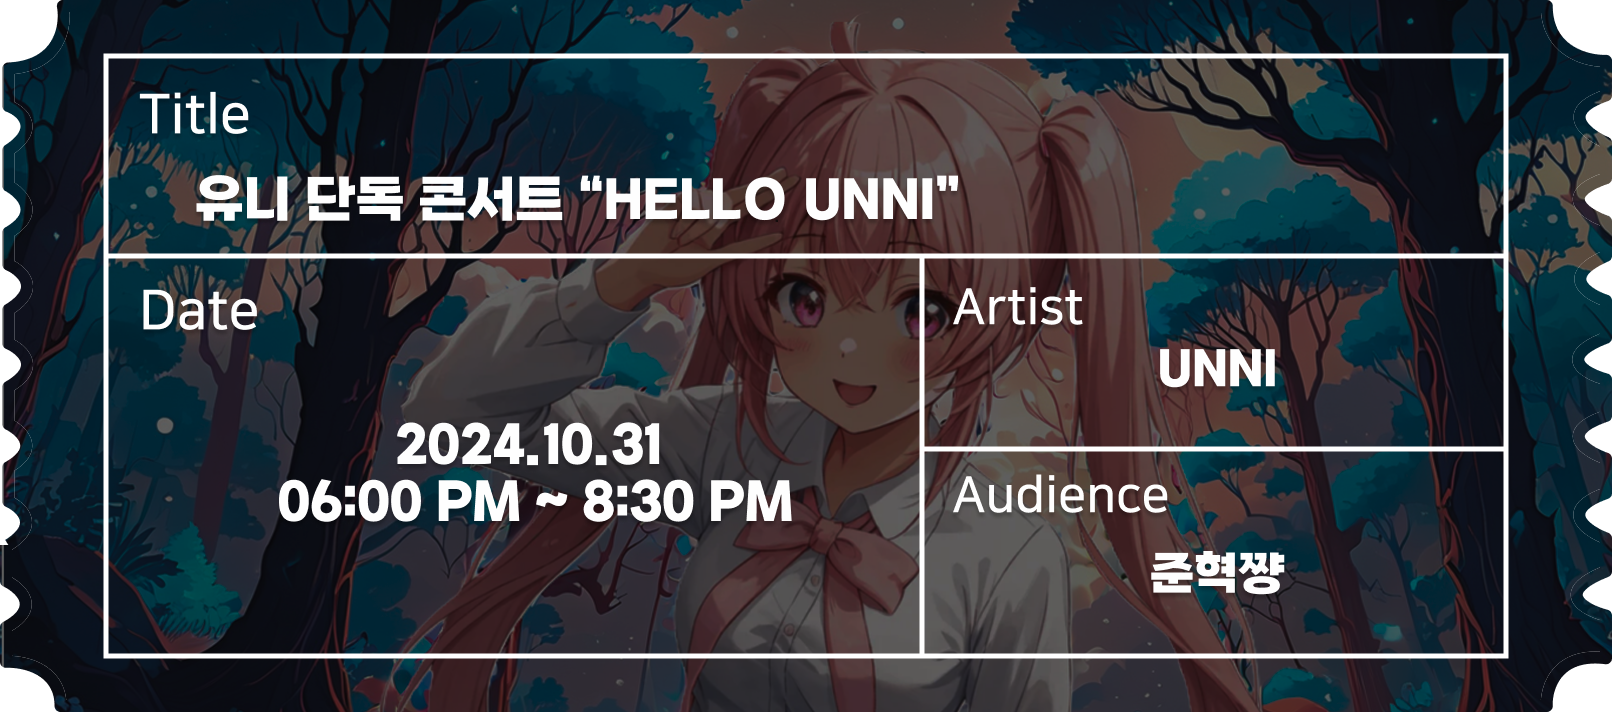 Title
유니 단독 콘서트 “HELLO UNNI”
Date
2024.10.31
06:00 PM ~ 8:30 PM
Artist
UNNI
Audience
준혁쨩